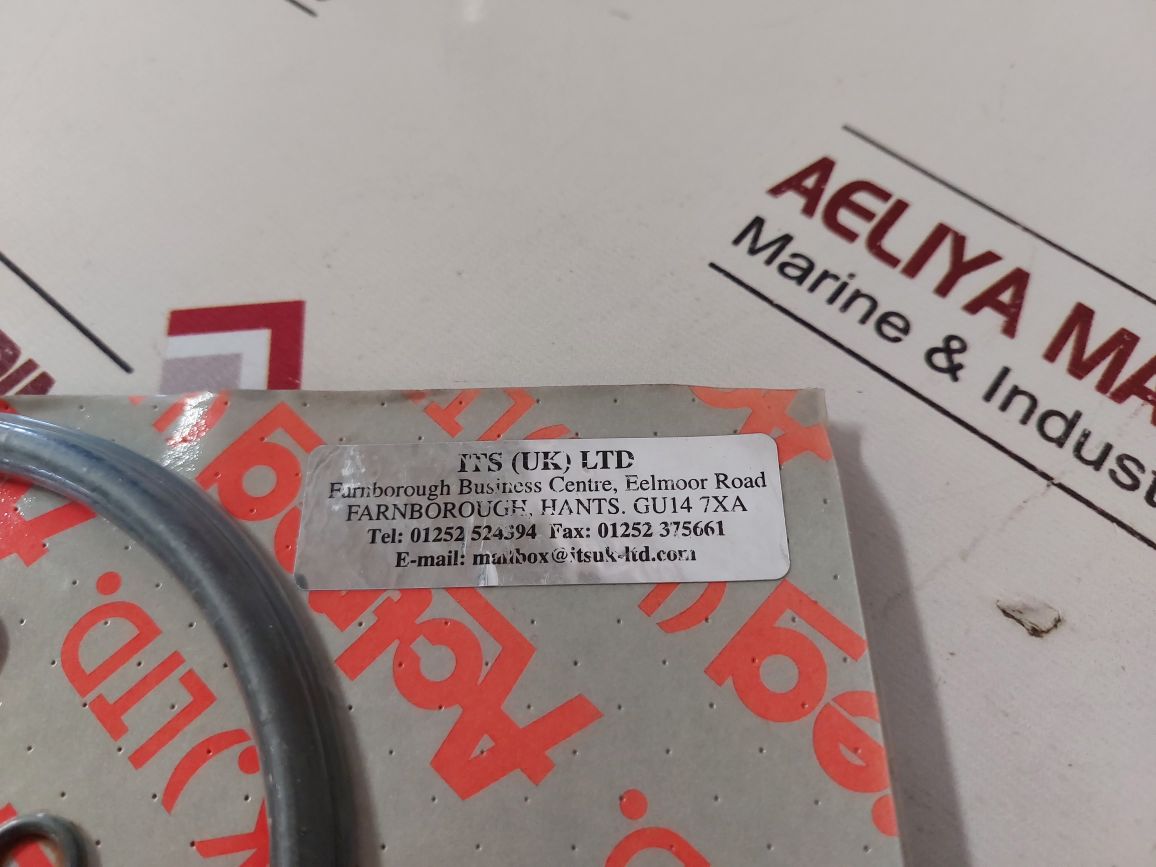 AELIYA MA
Marine & Indust
ITS (UK) LTD
Farnborough Business Centre, Eelmoor Road
FARNBOROUGH, HANTS. GU14 7XA
Tel: 01252 524394 Fax: 01252 375661
E-mail: mailbox@itsuk-ltd.com
LTD.